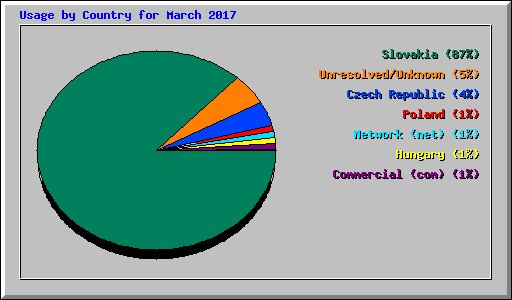 Usage by Country for March 2017
Slovakia (87%)
Unresolved/Unknown (5%)
Czech Republic (4%)
Poland (1%)
Network (net) (1%)
Hungary (1%)
Commercial (com) (1%)